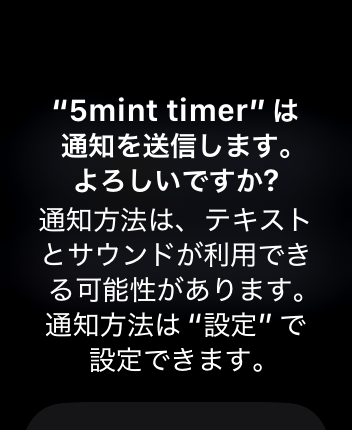 “5mint timer” は
通知を送信します。
よろしいですか?
通知方法は、テキスト
とサウンドが利用でき
る可能性があります。
通知方法は “設定” で
設定できます。